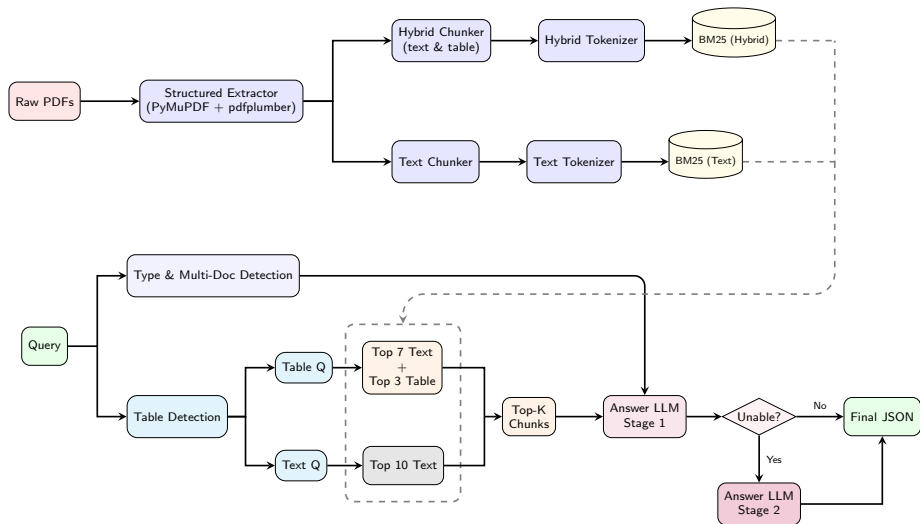 Raw PDFs
Structured Extractor
(PyMuPDF + pdfplumber)
Hybrid Chunker
(text & table)
Hybrid Tokenizer
BM25 (Hybrid)
Text Chunker
Text Tokenizer
BM25 (Text)
Query
Type & Multi-Doc Detection
Table Detection
Table Q
Text Q
Top 7 Text
+
Top 3 Table
Top 10 Text
Top-K
Chunks
Answer LLM
Stage 1
Unable?
No
Final JSON
Yes
Answer LLM
Stage 2